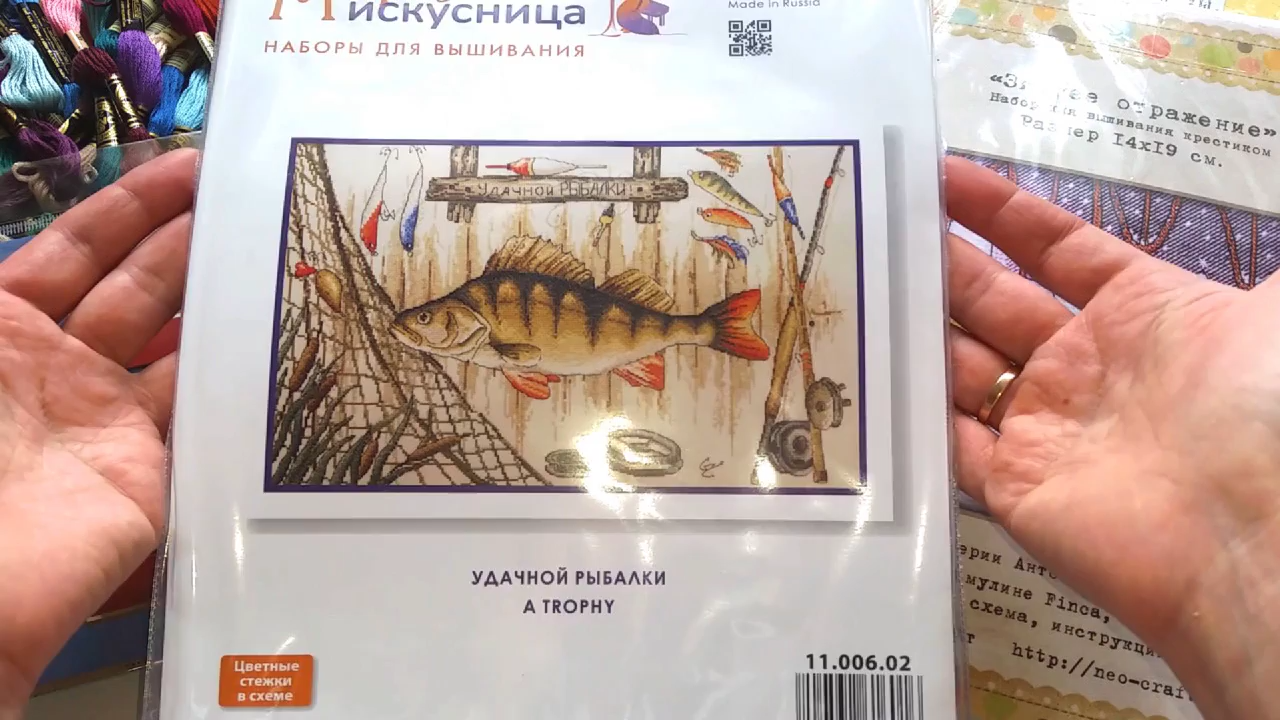 искусница
НАБОРЫ ДЛЯ ВЫШИВАНИЯ
Made in Russia
Удачной РЫБАЛКИ!
УДАЧНОЙ РЫБАЛКИ
A TROPHY
Цветные
стежки
в схеме
11.006.02
отражение»
Набор для вышивания крестиком
Размер 14х19 см.
мулине Finca,
схема,
http://neo-craf